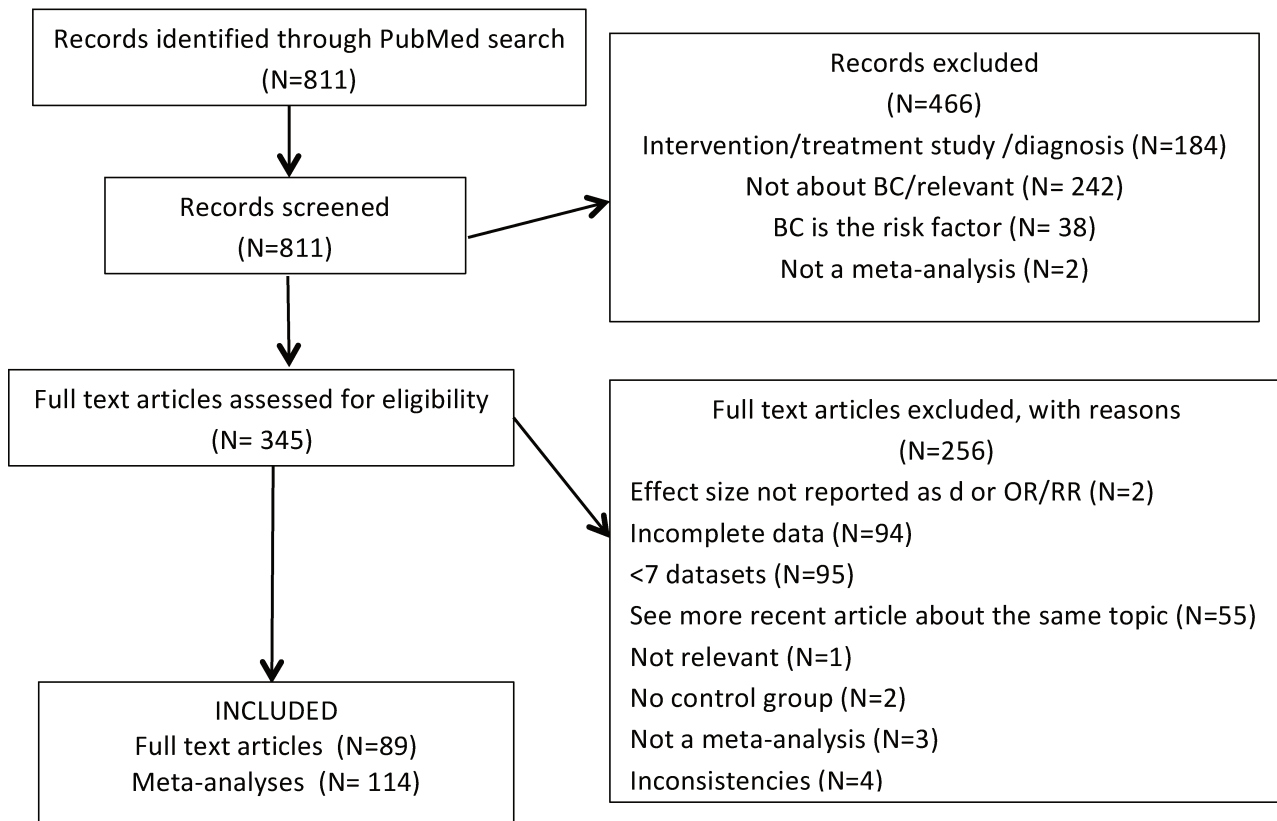 Records identified through PubMed search
(N=811)
Records screened
(N=811)
Records excluded
(N=466)
Intervention/treatment study /diagnosis (N=184)
Not about BC/relevant (N= 242)
BC is the risk factor (N= 38)
Not a meta-analysis (N=2)
Full text articles assessed for eligibility
(N= 345)
Full text articles excluded, with reasons
(N=256)
Effect size not reported as d or OR/RR (N=2)
Incomplete data (N=94)
<7 datasets (N=95)
See more recent article about the same topic (N=55)
Not relevant (N=1)
No control group (N=2)
Not a meta-analysis (N=3)
Inconsistencies (N=4)
INCLUDED
Full text articles  (N=89)
Meta-analyses  (N= 114)